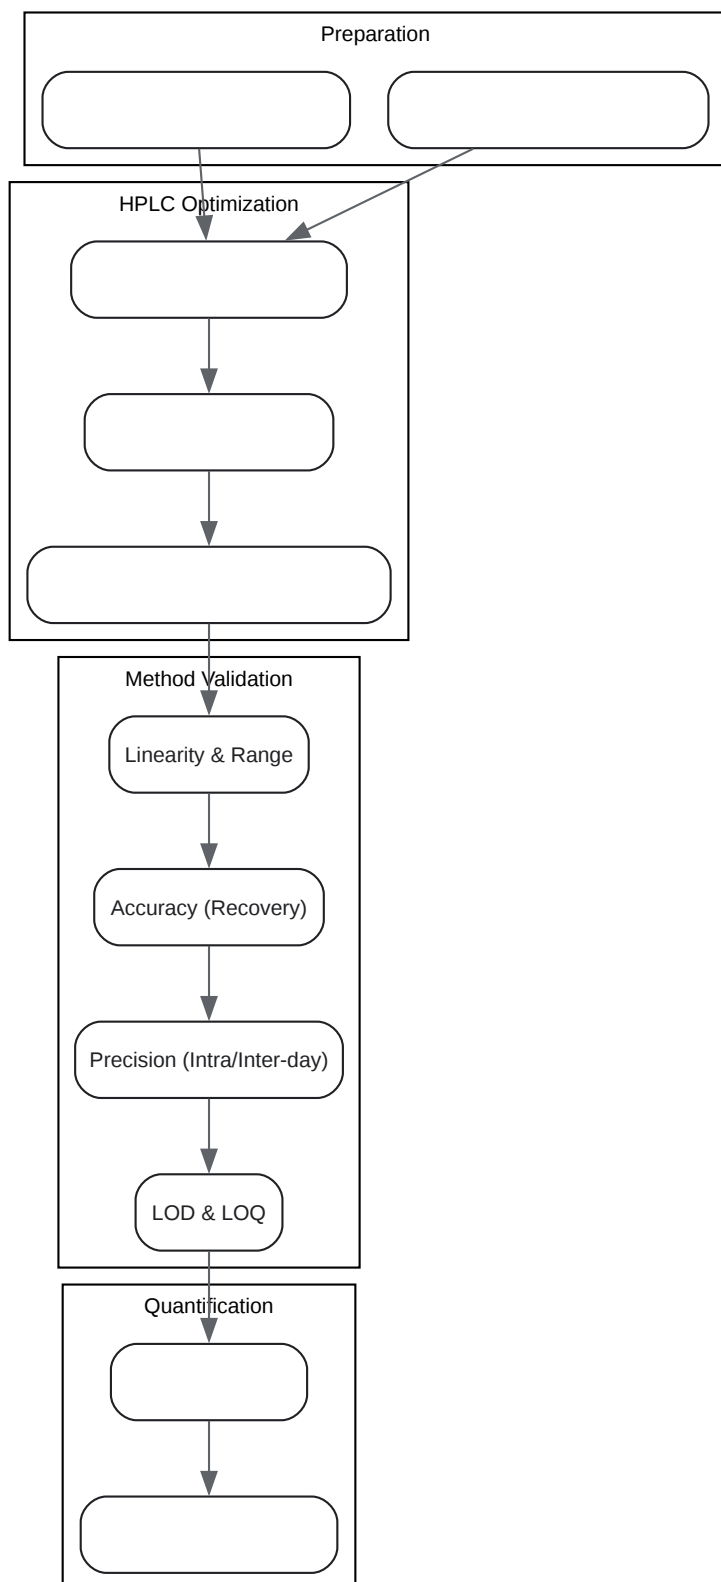 Preparation
HPLC Optimization
Method Validation
Linearity & Range
Accuracy (Recovery)
Precision (Intra/Inter-day)
LOD & LOQ
Quantification